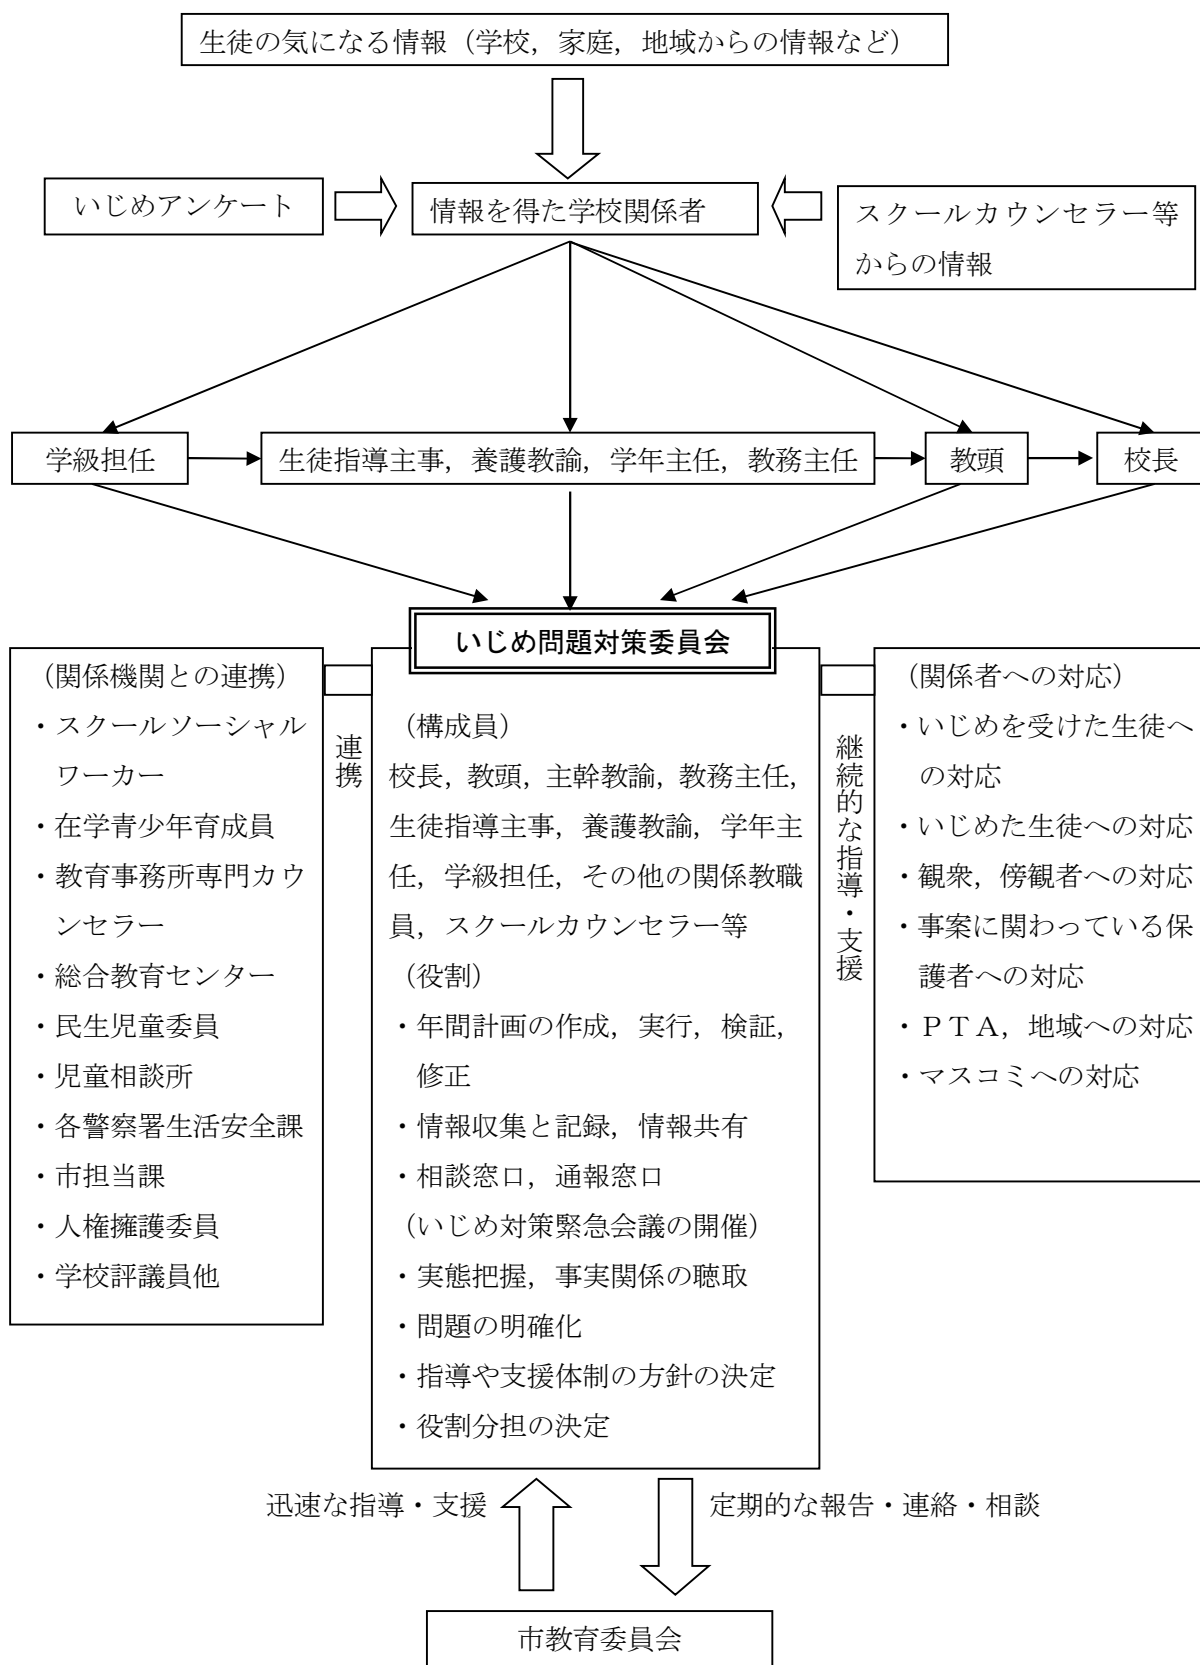 生徒の気になる情報（学校，家庭，地域からの情報など）
いじめアンケート
情報を得た学校関係者
スクールカウンセラー等
からの情報
学級担任
生徒指導主事，養護教諭，学年主任，教務主任
教頭
校長
いじめ問題対策委員会
（関係機関との連携）
・スクールソーシャル
ワーカー
・在学青少年育成員
・教育事務所専門カウ
ンセラー
・総合教育センター
・民生児童委員
・児童相談所
・各警察署生活安全課
・市担当課
・人権擁護委員
・学校評議員他
連携
（構成員）
校長，教頭，主幹教諭，教務主任，
生徒指導主事，養護教諭，学年主
任，学級担任，その他の関係教職
員，スクールカウンセラー等
（役割）
・年間計画の作成，実行，検証，
修正
・情報収集と記録，情報共有
・相談窓口，通報窓口
（いじめ対策緊急会議の開催）
・実態把握，事実関係の聴取
・問題の明確化
・指導や支援体制の方針の決定
・役割分担の決定
継続的な指導・支援
（関係者への対応）
・いじめを受けた生徒へ
の対応
・いじめた生徒への対応
・観衆，傍観者への対応
・事案に関わっている保
護者への対応
・ＰＴＡ，地域への対応
・マスコミへの対応
迅速な指導・支援
定期的な報告・連絡・相談
市教育委員会